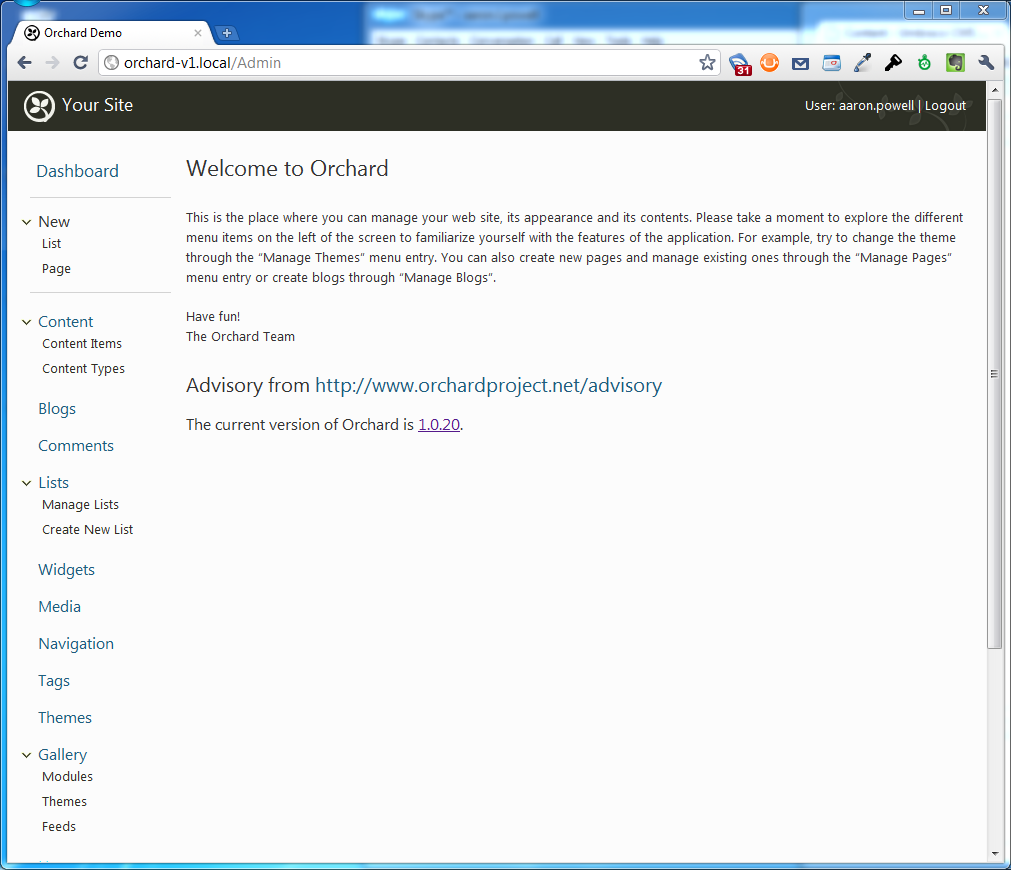 Orchard Demo
orchard-v1.local/Admin
31
Your Site
User: aaron.powell | Logout
Dashboard
New
List
Page
Content
Content Items
Content Types
Blogs
Comments
Lists
Manage Lists
Create New List
Widgets
Media
Navigation
Tags
Themes
Gallery
Modules
Themes
Feeds
Welcome to Orchard
This is the place where you can manage your web site, its appearance and its contents. Please take a moment to explore the different
menu items on the left of the screen to familiarize yourself with the features of the application. For example, try to change the theme
through the “Manage Themes” menu entry. You can also create new pages and manage existing ones through the “Manage Pages”
menu entry or create blogs through “Manage Blogs”.
Have fun!
The Orchard Team
Advisory from http://www.orchardproject.net/advisory
The current version of Orchard is 1.0.20.